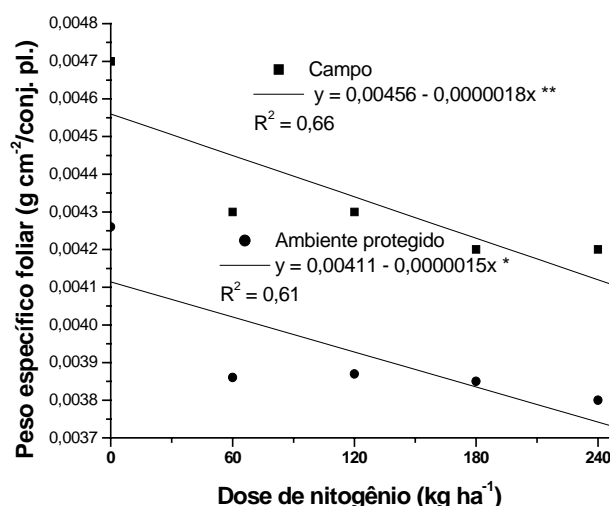 0,0048
0,0047
0,0046
0,0045
0,0044
0,0043
0,0042
0,0041
0,0040
0,0039
0,0038
0,0037
Peso específico foliar (g cm⁻²/conj. pl.)
Campo
y = 0,00456 - 0,0000018x **
R² = 0,66
Ambiente protegido
y = 0,00411 - 0,0000015x *
R² = 0,61
0 60 120 180 240
Dose de nitogênio (kg ha⁻¹)